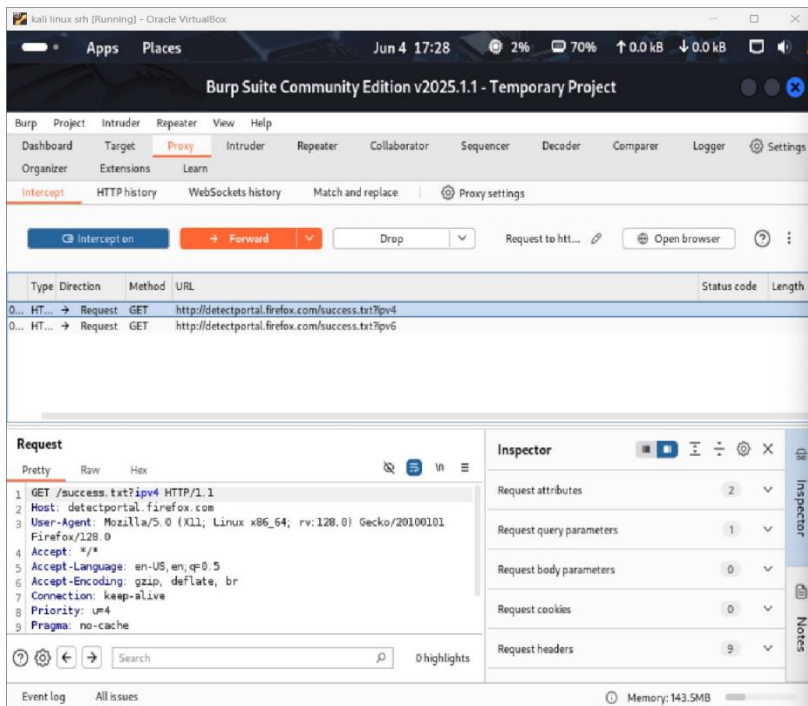 kali linux srh [Running] - Oracle VirtualBox
Apps Places Jun 4 17:28 2% 70% ↑ 0.0 kB ↓ 0.0 kB
Burp Suite Community Edition v2025.1.1 - Temporary Project
Burp Project Intruder Repeater View Help
Dashboard Target Proxy Intruder Repeater Collaborator Sequencer Decoder Comparer Logger Settings
Organizer Extensions Learn
Intercept HTTP history WebSockets history Match and replace Proxy settings
Intercept on → Forward Drop Request to htt... Open browser
Type Direction Method URL Status code Length
0... HT... → Request GET http://detectportal.firefox.com/success.txt?ipv4
0... HT... → Request GET http://detectportal.firefox.com/success.txt?ipv6
Request
Pretty Raw Hex \n
1 GET /success.txt?ipv4 HTTP/1.1
2 Host: detectportal.firefox.com
3 User-Agent: Mozilla/5.0 (X11; Linux x86_64; rv:128.0) Gecko/20100101
Firefox/128.0
4 Accept: */*
5 Accept-Language: en-US,en;q=0.5
6 Accept-Encoding: gzip, deflate, br
7 Connection: keep-alive
8 Priority: u=4
9 Pragma: no-cache
Search 0 highlights
Inspector
Request attributes 2
Request query parameters 1
Request body parameters 0
Request cookies 0
Request headers 9
Inspector
Notes
Event log All issues Memory: 143.5MB